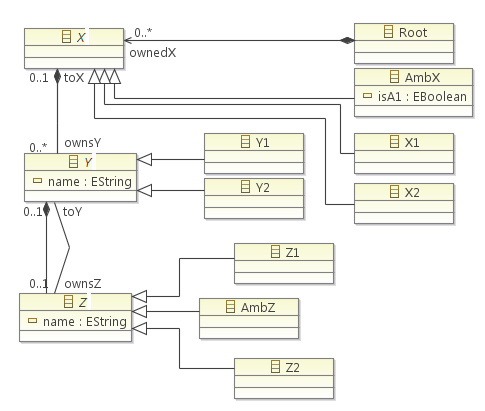 X
0..*
ownedX
Root
0..1
toX
AmbX
isA1 : EBoolean
ownsY
0..*
Y1
X1
Y
name : EString
Y2
X2
0..1
toY
Z1
0..1
ownsZ
Z
name : EString
AmbZ
Z2